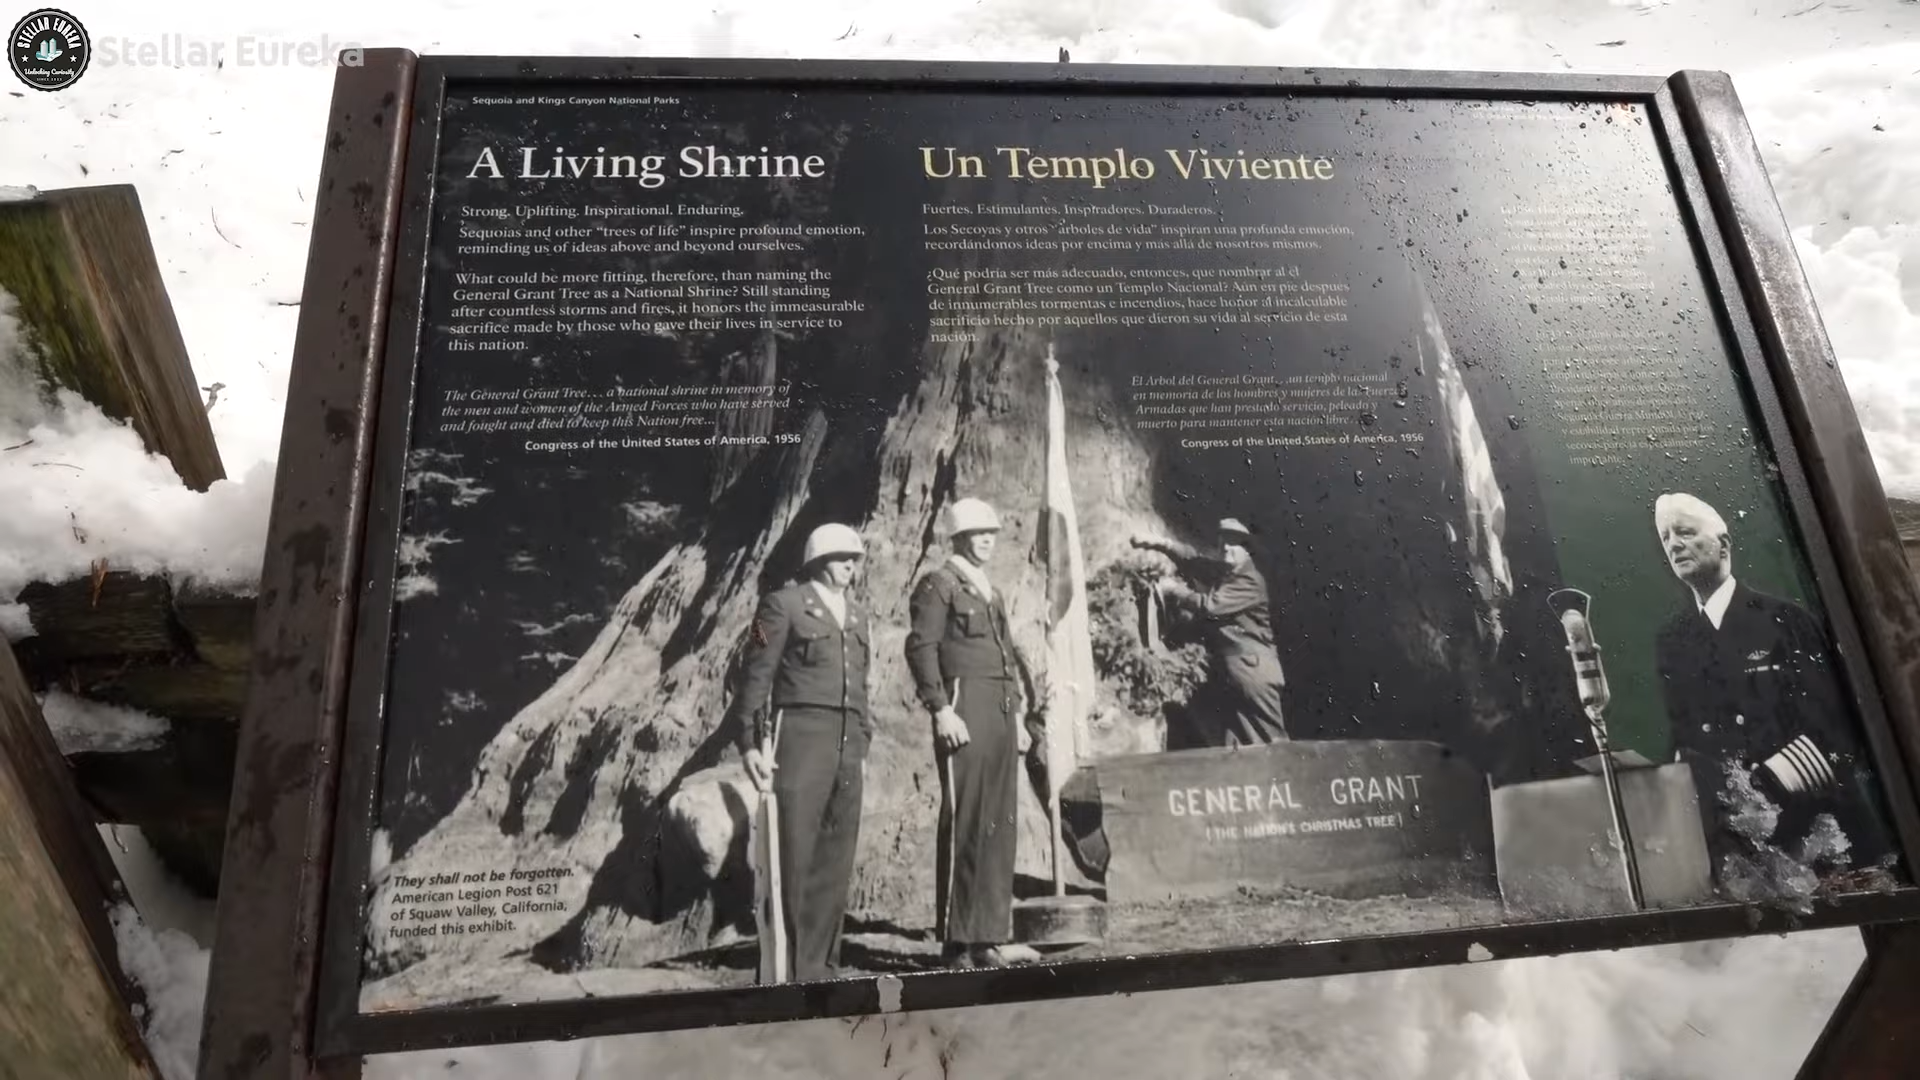 STELLAR EUREKA
Unlocking Curiosity
Stellar Eureka
Sequoia and Kings Canyon National Parks
A Living Shrine
Strong. Uplifting. Inspirational. Enduring.
Sequoias and other “trees of life” inspire profound emotion,
reminding us of ideas above and beyond ourselves.
What could be more fitting, therefore, than naming the
General Grant Tree as a National Shrine? Still standing
after countless storms and fires, it honors the immeasurable
sacrifice made by those who gave their lives in service to
this nation.
The General Grant Tree... a national shrine in memory of
the men and women of the Armed Forces who have served
and fought and died to keep this Nation free...
Congress of the United States of America, 1956
Un Templo Viviente
Fuertes. Estimulantes. Inspiradores. Duraderos.
Los Secoyas y otros “árboles de vida” inspiran una profunda emoción,
recordándonos ideas por encima y más allá de nosotros mismos.
¿Qué podría ser más adecuado, entonces, que nombrar al el
General Grant Tree como un Templo Nacional? Aún en pie despues
de innumerables tormentas e incendios, hace honor al incalculable
sacrificio hecho por aquellos que dieron su vida al servicio de esta
nación.
El Arbol del General Grant... un templo nacional
en memoria de los hombres y mujeres de las Fuerzas
Armadas que han prestado servicio, peleado y
muerto para mantener esta nación libre...
Congress of the United States of America, 1956
Segunda Guerra Mundial
importante.
GENERAL GRANT
(THE NATION'S CHRISTMAS TREE)
They shall not be forgotten.
American Legion Post 621
of Squaw Valley, California,
funded this exhibit.